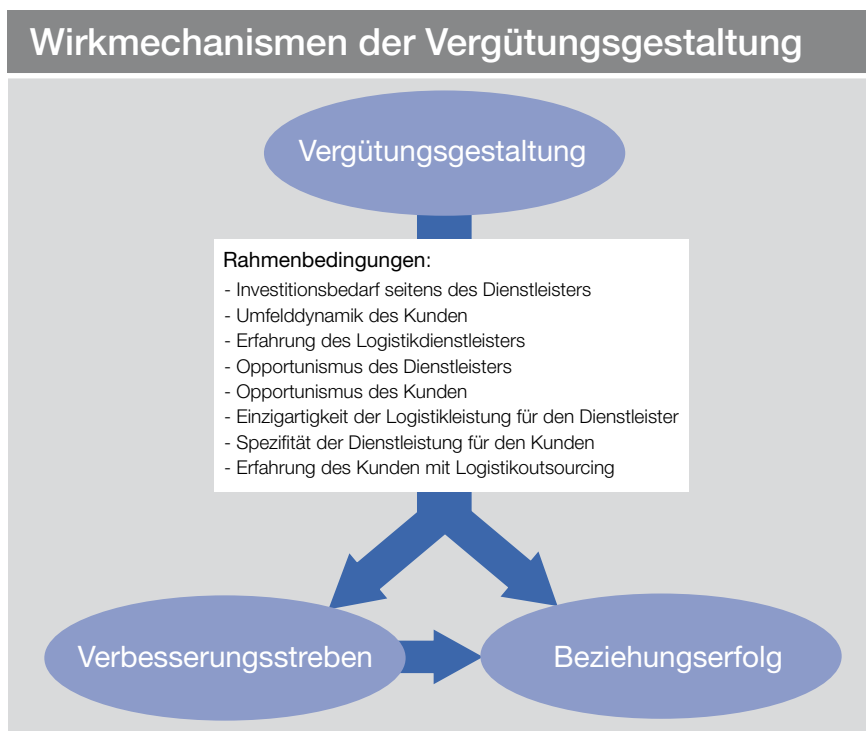 Wirkmechanismen der Vergütungsgestaltung
Vergütungsgestaltung
Rahmenbedingungen:
- Investitionsbedarf seitens des Dienstleisters
- Umfelddynamik des Kunden
- Erfahrung des Logistikdienstleisters
- Opportunismus des Dienstleisters
- Opportunismus des Kunden
- Einzigartigkeit der Logistikleistung für den Dienstleister
- Spezifität der Dienstleistung für den Kunden
- Erfahrung des Kunden mit Logistikoutsourcing
Verbesserungsstreben
Beziehungserfolg